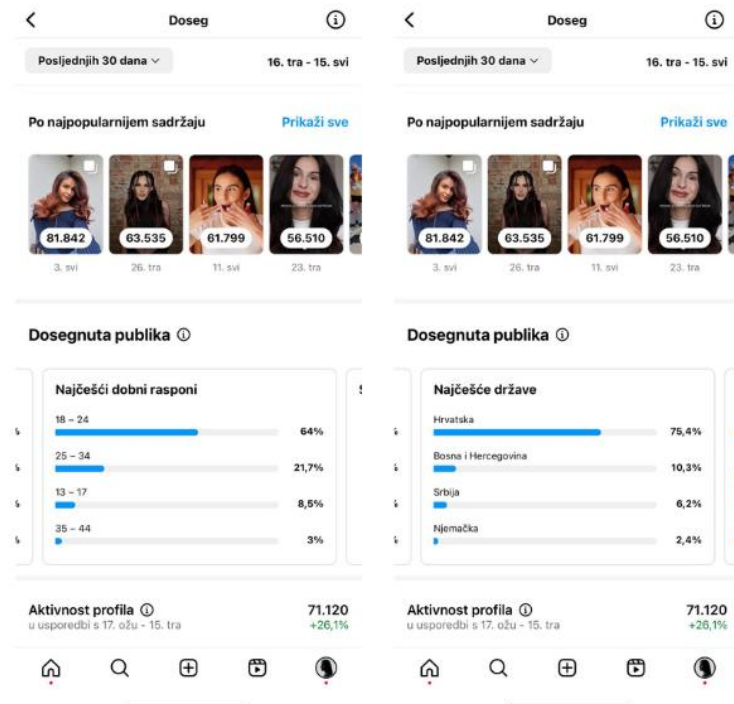 Doseg
Posljednjih 30 dana
16. tra - 15. svi
Po najpopularnijem sadržaju
Prikaži sve
81.842
63.535
61.799
56.510
3. svi
26. tra
11. svi
23. tra
Dosegnuta publika
Najčešći dobni rasponi
18 – 24
64%
25 – 34
21,7%
13 – 17
8,5%
35 – 44
3%
Aktivnost profila
71.120
u usporedbi s 17. ožu - 15. tra
+26,1%
Doseg
Posljednjih 30 dana
16. tra - 15. svi
Po najpopularnijem sadržaju
Prikaži sve
81.842
63.535
61.799
56.510
3. svi
26. tra
11. svi
23. tra
Dosegnuta publika
Najčešće države
Hrvatska
75,4%
Bosna i Hercegovina
10,3%
Srbija
6,2%
Njemačka
2,4%
Aktivnost profila
71.120
u usporedbi s 17. ožu - 15. tra
+26,1%